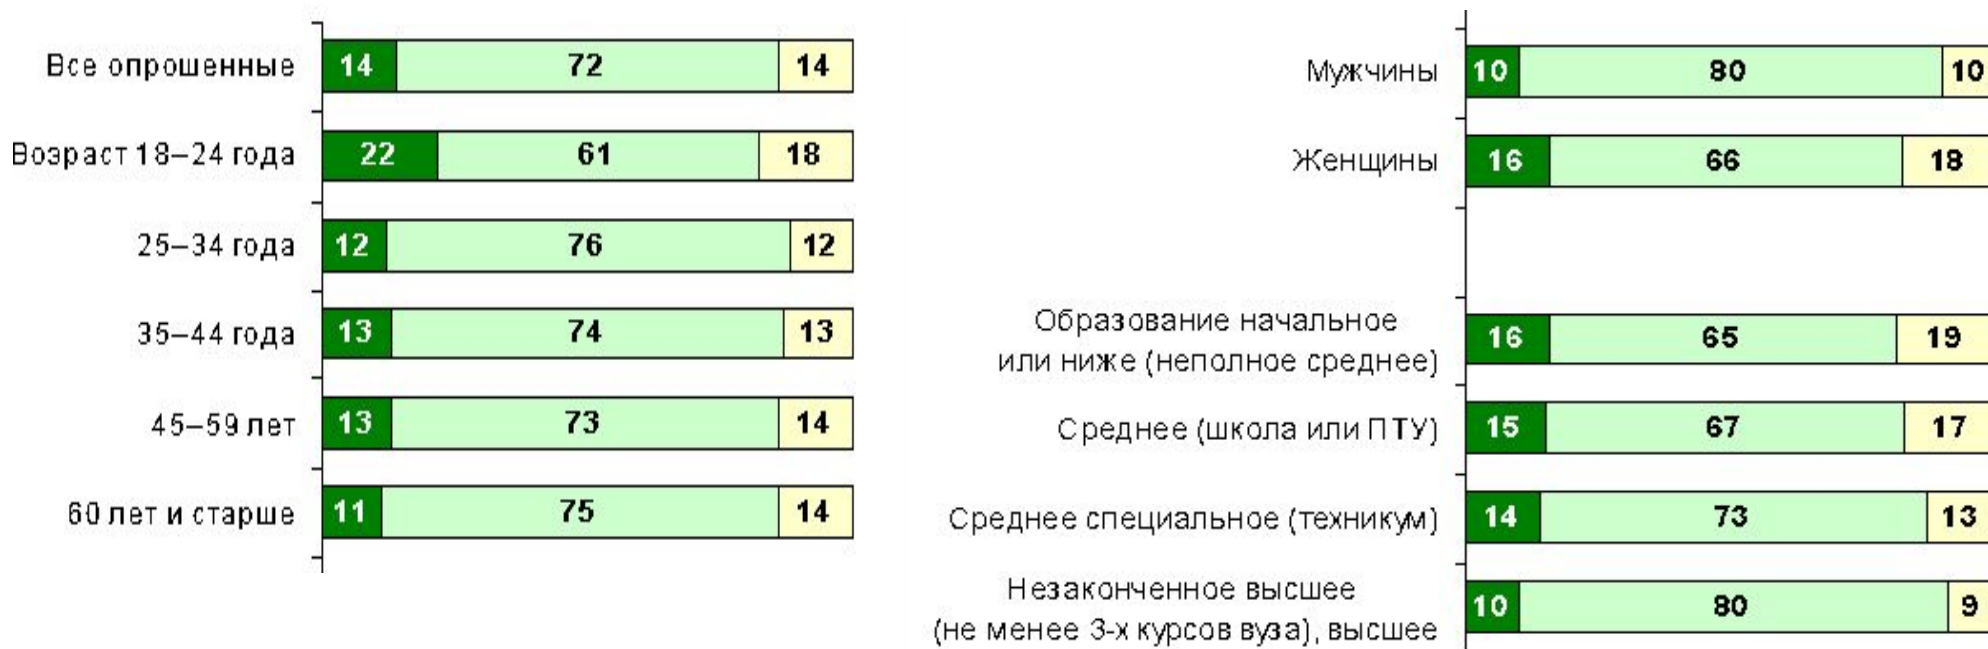 Все опрошенные 14 72 14
Возраст 18–24 года 22 61 18
25–34 года 12 76 12
35–44 года 13 74 13
45–59 лет 13 73 14
60 лет и старше 11 75 14
Мужчины 10 80 10
Женщины 16 66 18
Образование начальное
или ниже (неполное среднее) 16 65 19
Среднее (школа или ПТУ) 15 67 17
Среднее специальное (техникум) 14 73 13
Незаконченное высшее
(не менее 3-х курсов вуза), высшее 10 80 9